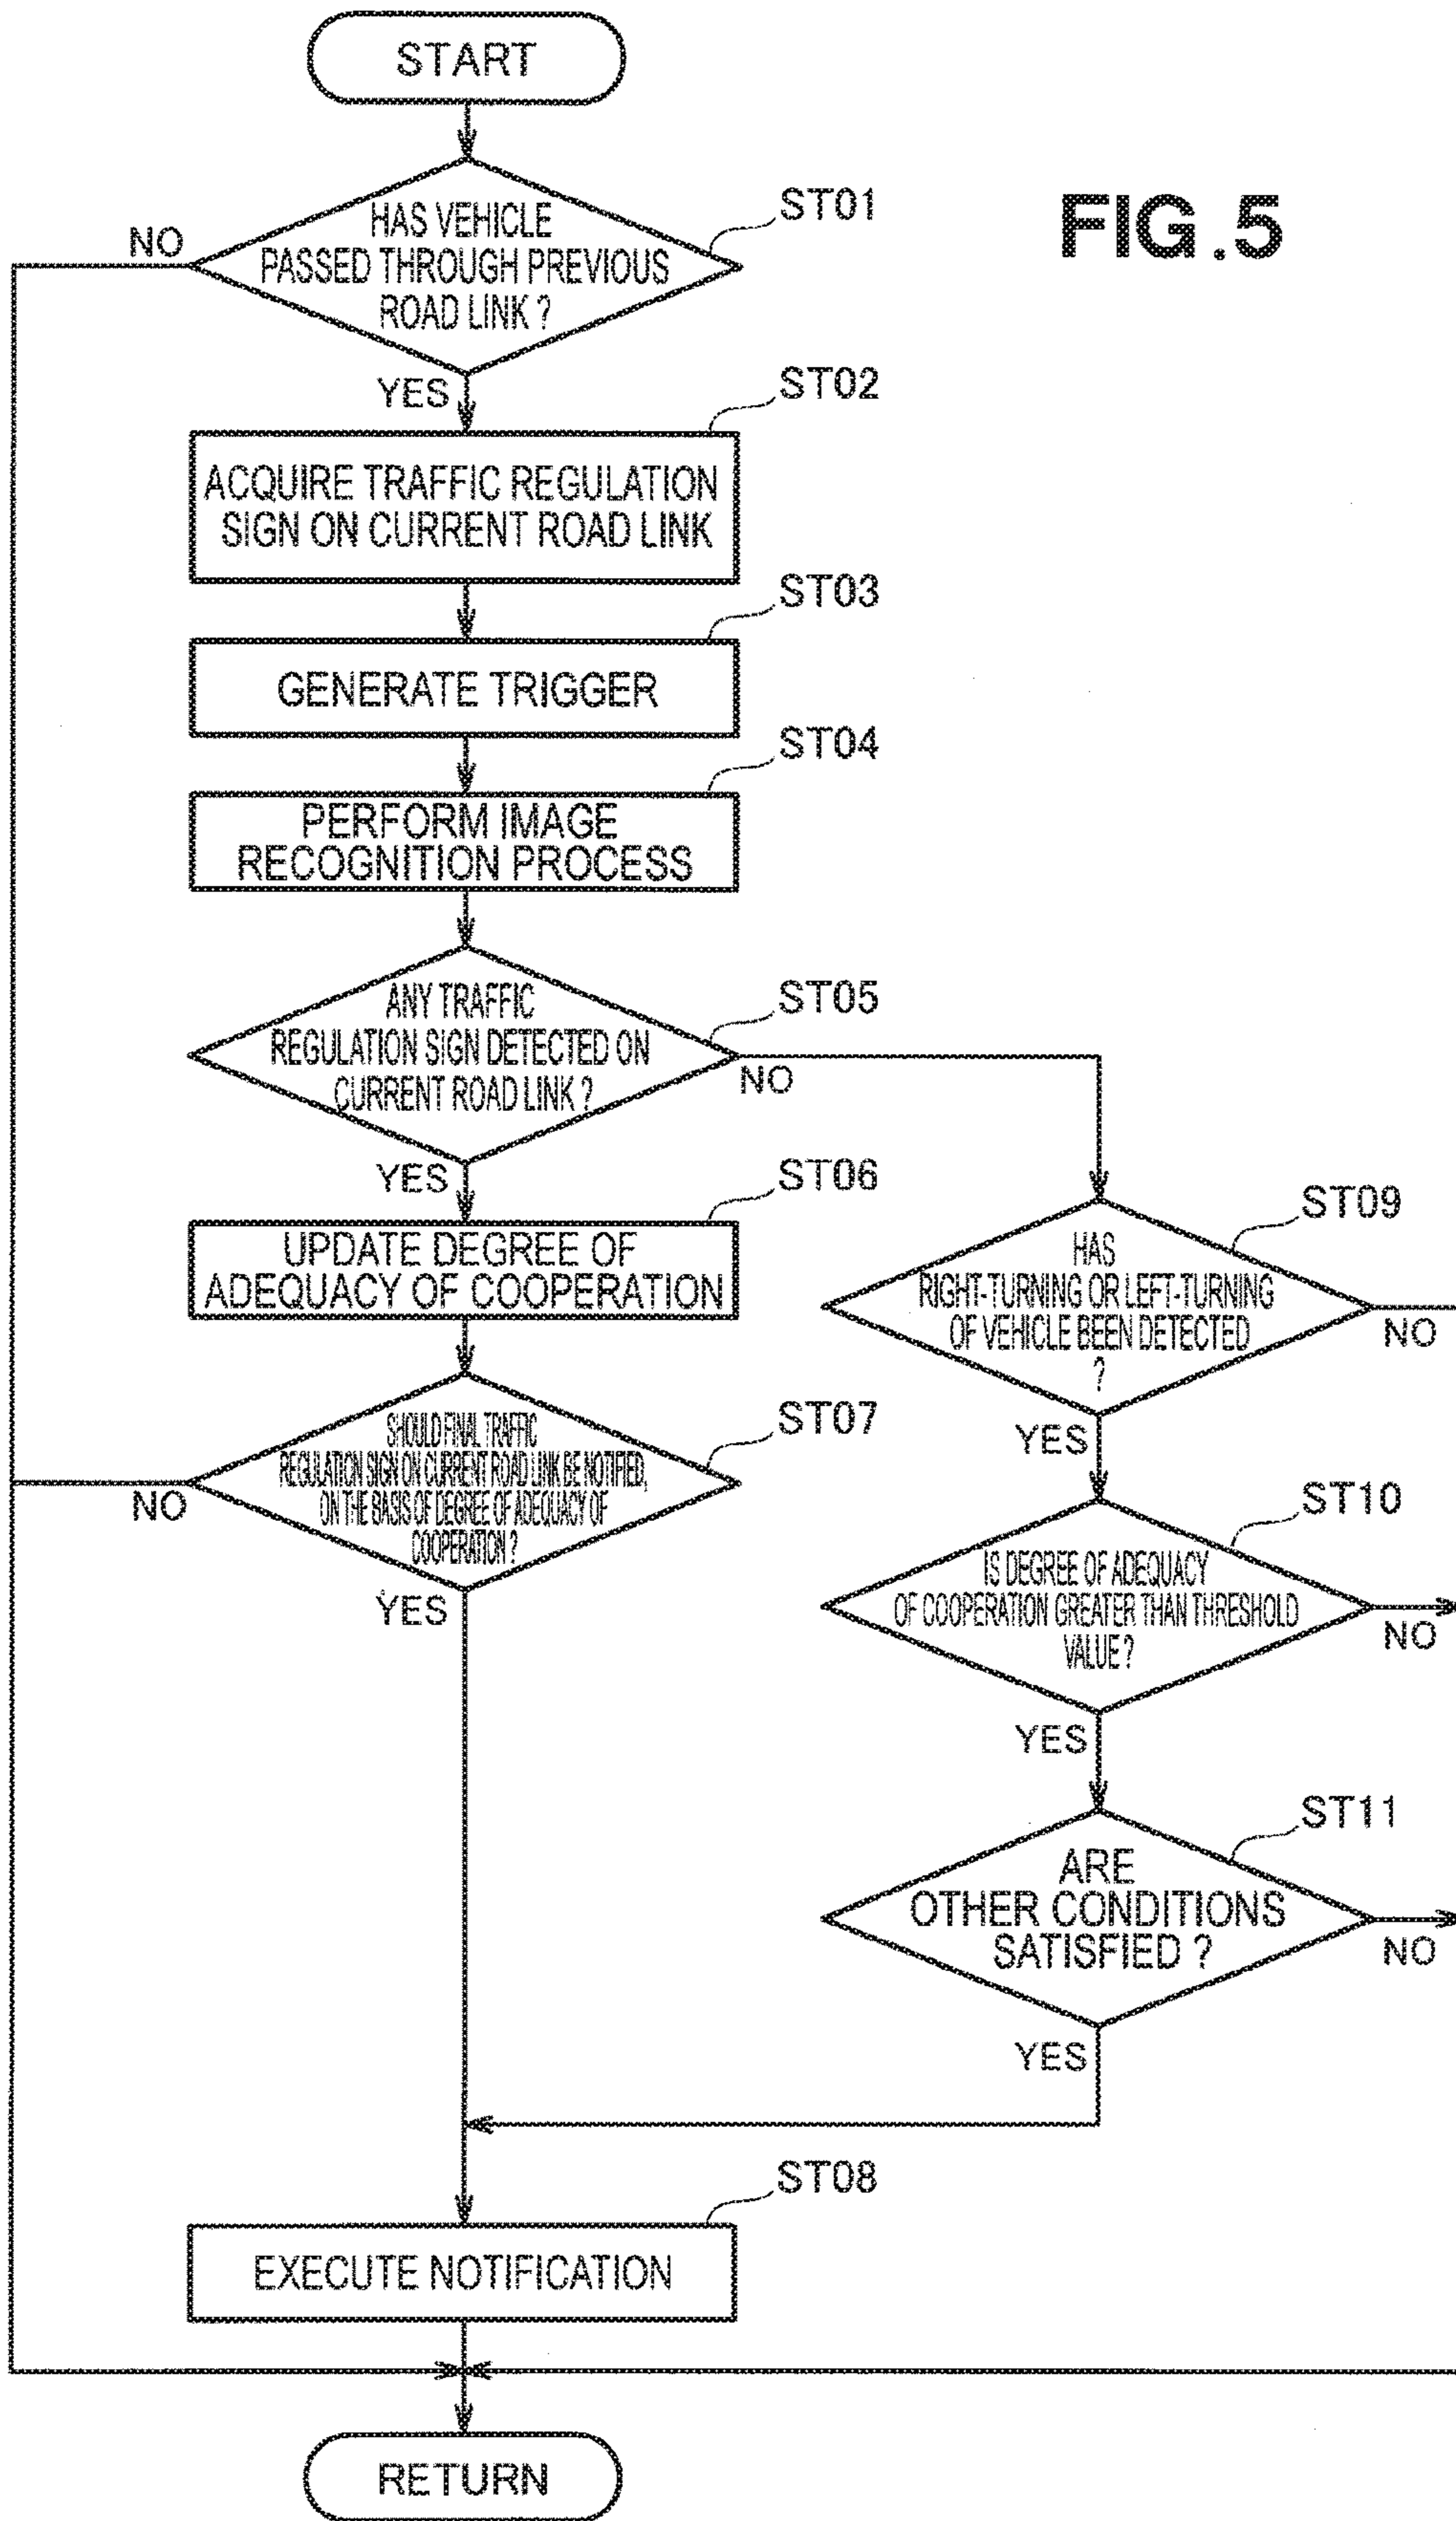 START
FIG.5
ST01
HAS VEHICLE
PASSED THROUGH PREVIOUS
ROAD LINK ?
NO
YES
ST02
ACQUIRE TRAFFIC REGULATION
SIGN ON CURRENT ROAD LINK
ST03
GENERATE TRIGGER
ST04
PERFORM IMAGE
RECOGNITION PROCESS
ST05
ANY TRAFFIC
REGULATION SIGN DETECTED ON
CURRENT ROAD LINK ?
NO
YES
ST06
UPDATE DEGREE OF
ADEQUACY OF COOPERATION
ST07
SHOULD FINAL TRAFFIC
REGULATION SIGN ON CURRENT ROAD LINK BE NOTIFIED,
ON THE BASIS OF DEGREE OF ADEQUACY OF
COOPERATION ?
NO
YES
ST09
HAS
RIGHT-TURNING OR LEFT-TURNING
OF VEHICLE BEEN DETECTED
?
NO
YES
ST10
IS DEGREE OF ADEQUACY
OF COOPERATION GREATER THAN THRESHOLD
VALUE ?
NO
YES
ST11
ARE
OTHER CONDITIONS
SATISFIED ?
NO
YES
ST08
EXECUTE NOTIFICATION
RETURN